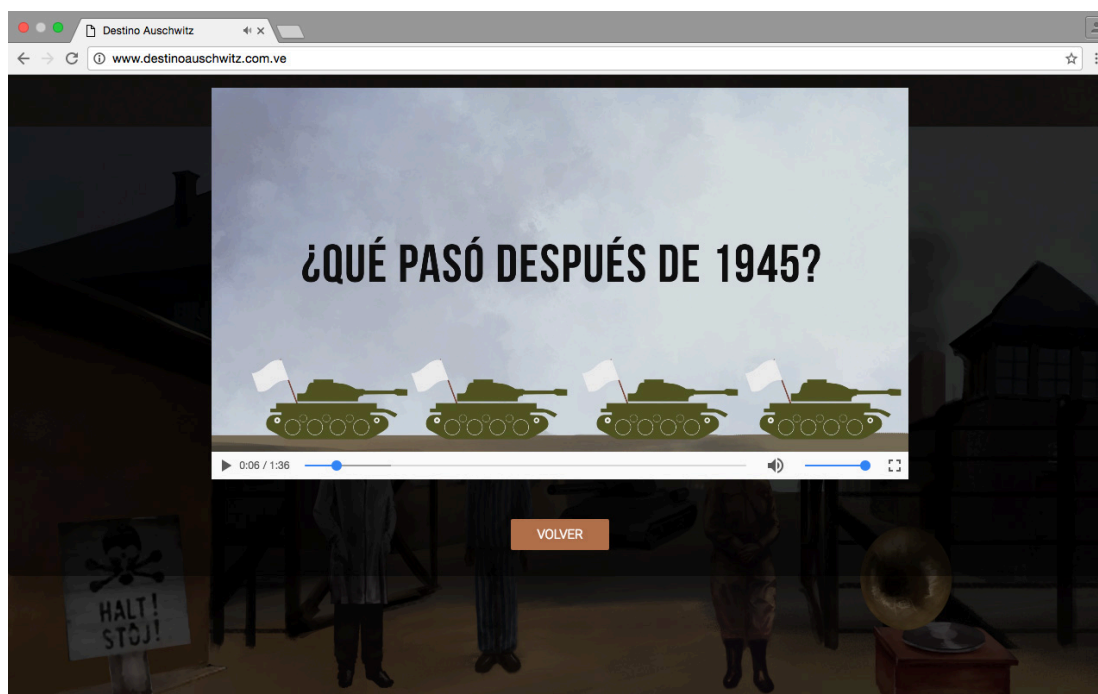 Destino Auschwitz
www.destinoauschwitz.com.ve
¿QUÉ PASÓ DESPUÉS DE 1945?
0:06 / 1:36
VOLVER
HALT!
STÓJ!